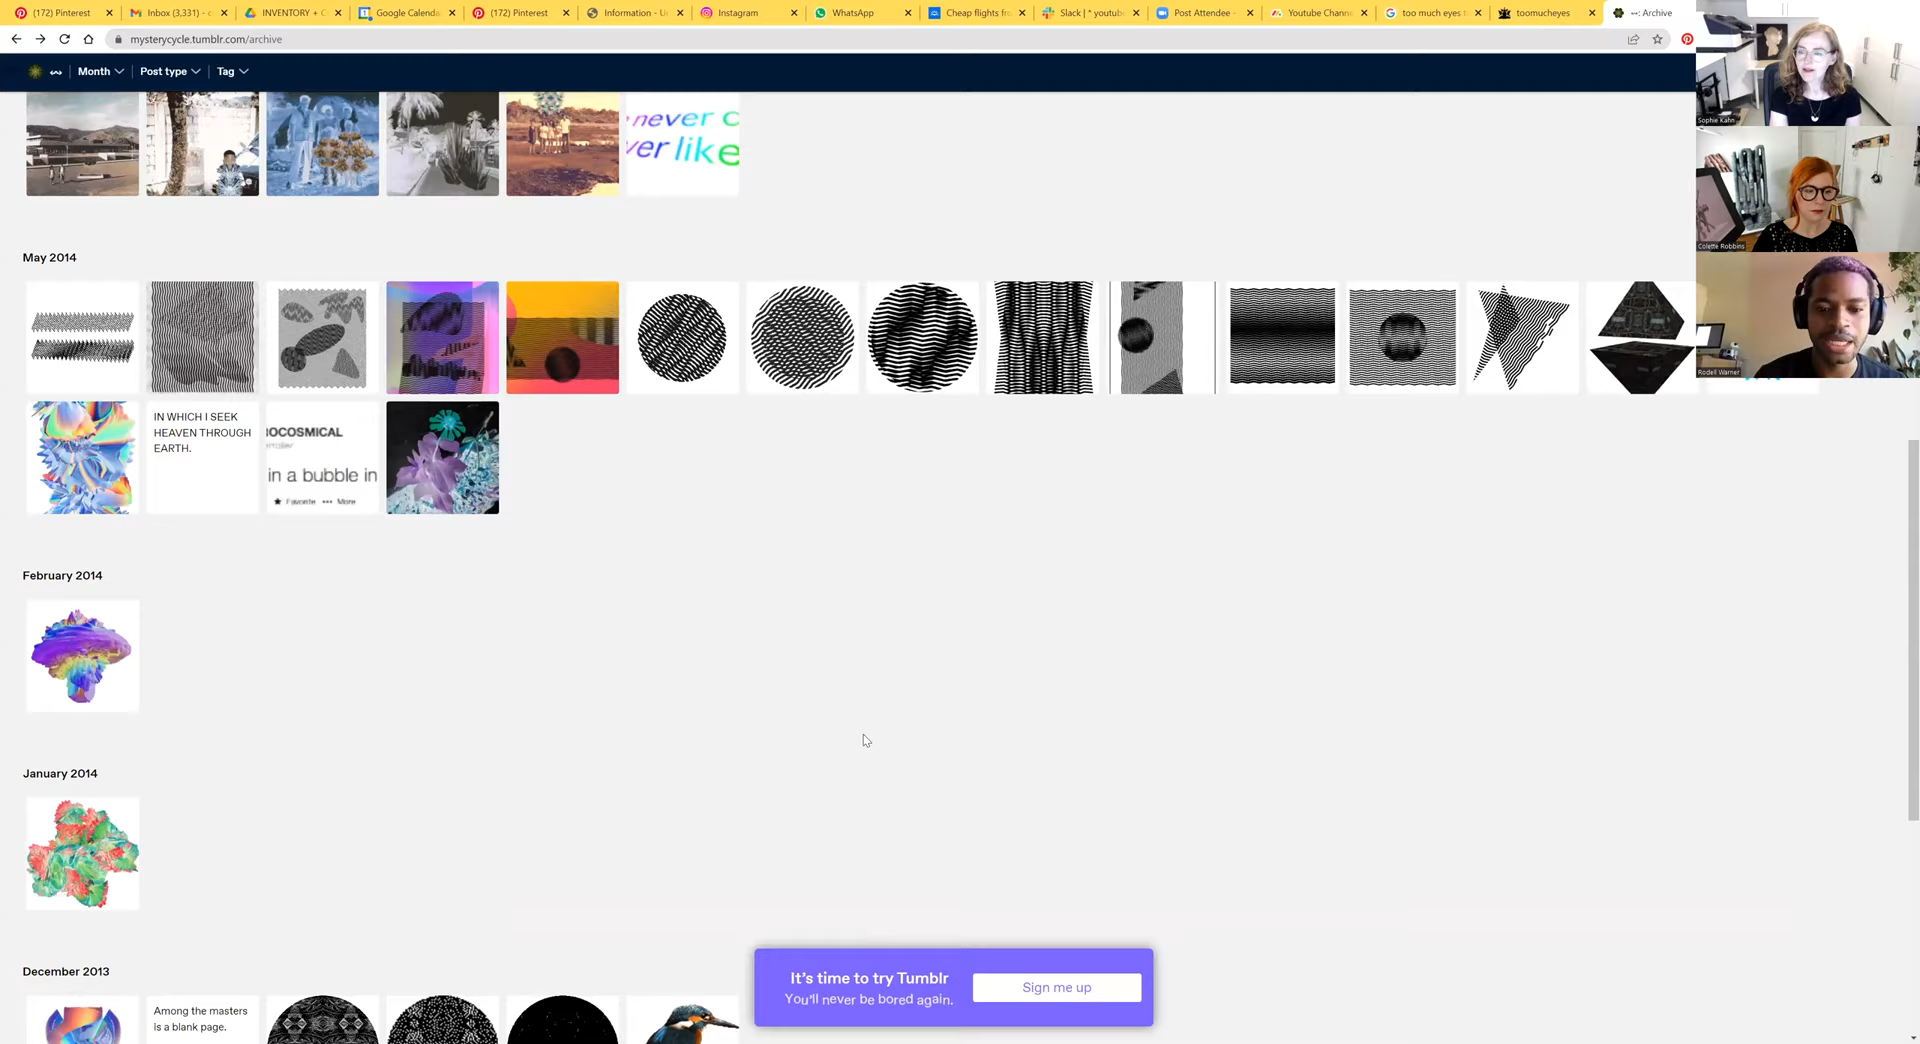 (172) Pinterest
Inbox (3,331) - c
INVENTORY + C
Google Calenda
(172) Pinterest
Information - U
Instagram
WhatsApp
Cheap flights fr
Slack | * youtub
Post Attendee -
Youtube Chann
too much eyes t
toomucheyes
Archive
mysterycycle.tumblr.com/archive
Month
Post type
Tag
never c
ver like
May 2014
IN WHICH I SEEK
HEAVEN THROUGH
EARTH.
OCOSMICAL
in a bubble in
Favorite ••• More
February 2014
January 2014
December 2013
Among the masters
is a blank page.
It's time to try Tumblr
You'll never be bored again.
Sign me up
Sophie Kahn
Colette Robbins
Rodell Warner